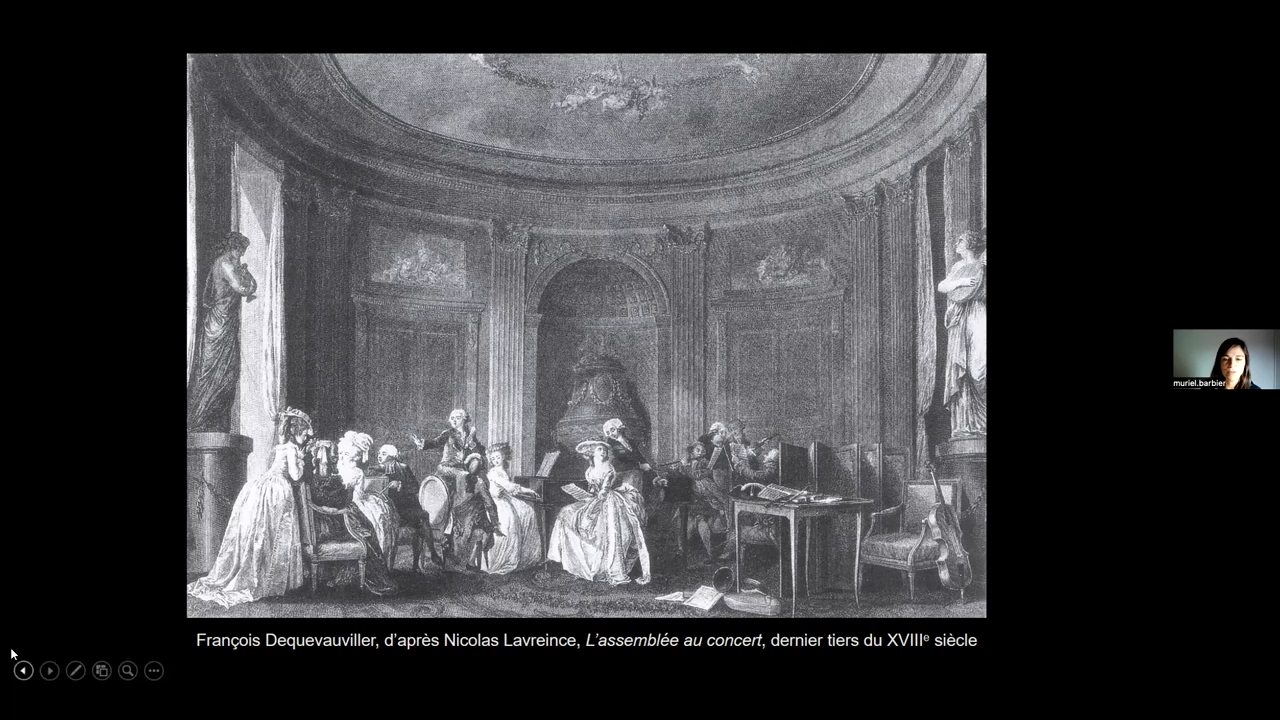 François Dequevauviller, d’après Nicolas Lavreince, L’assemblée au concert, dernier tiers du XVIIIe siècle
muriel.barbier